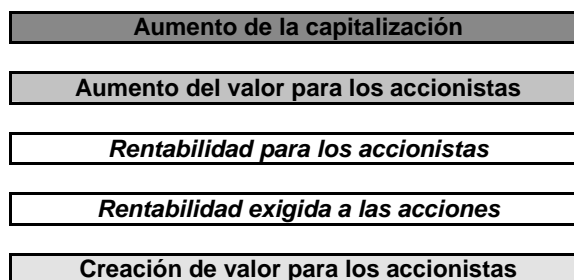 Aumento de la capitalización
Aumento del valor para los accionistas
Rentabilidad para los accionistas
Rentabilidad exigida a las acciones
Creación de valor para los accionistas